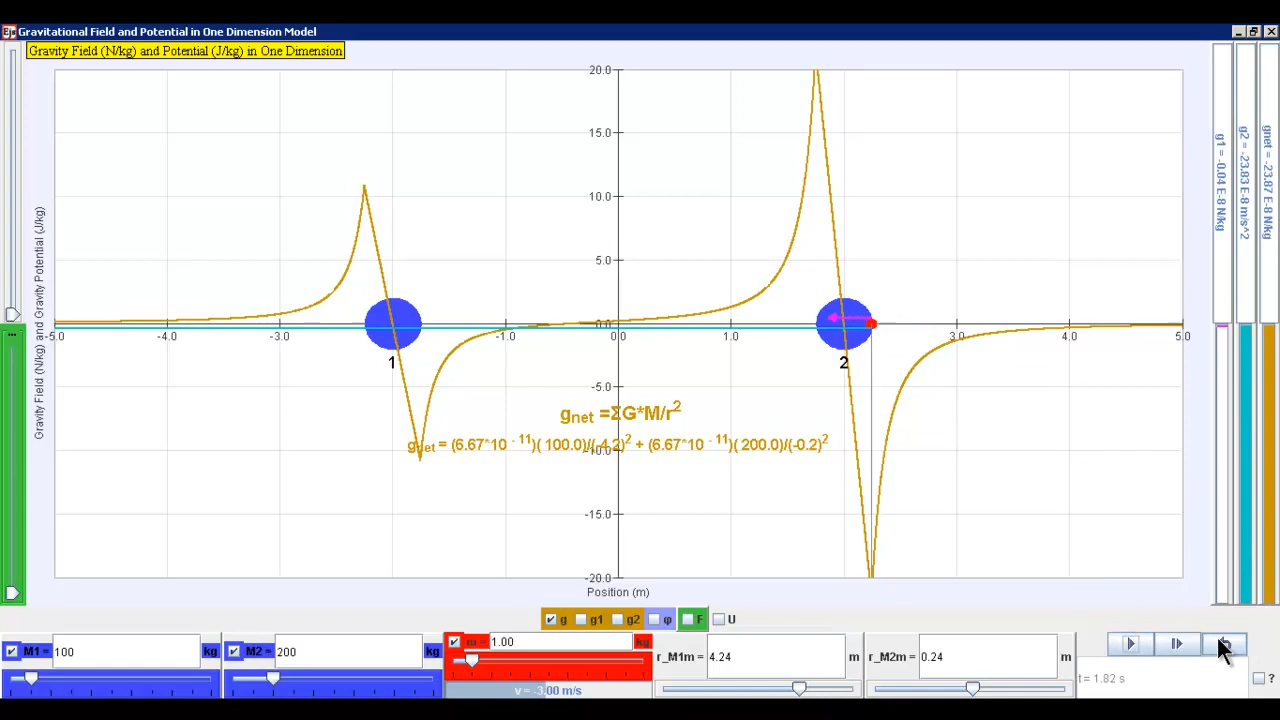 Gravitational Field and Potential in One Dimension Model
Gravity Field (N/kg) and Potential (J/kg) in One Dimension
Gravity Field (N/kg) and Gravity Potential (J/kg)
20.0
15.0
10.0
5.0
0.0
-5.0
-10.0
-15.0
-20.0
-5.0 -4.0 -3.0 -1.0 0.0 1.0 3.0 4.0 5.0
1
2
gnet =ΣG*M/r²
gnet = (6.67*10⁻¹¹)( 100.0)/(-4.2)² + (6.67*10⁻¹¹)( 200.0)/(-0.2)²
Position (m)
g1 = -0.04 E-8 N/kg
g2 = -23.83 E-8 m/s^2
gnet = -23.87 E-8 N/kg
g g1 g2 φ F U
M1 = 100 kg
M2 = 200 kg
m = 1.00 kg
v = -3.00 m/s
r_M1m = 4.24 m
r_M2m = 0.24 m
t = 1.82 s
?